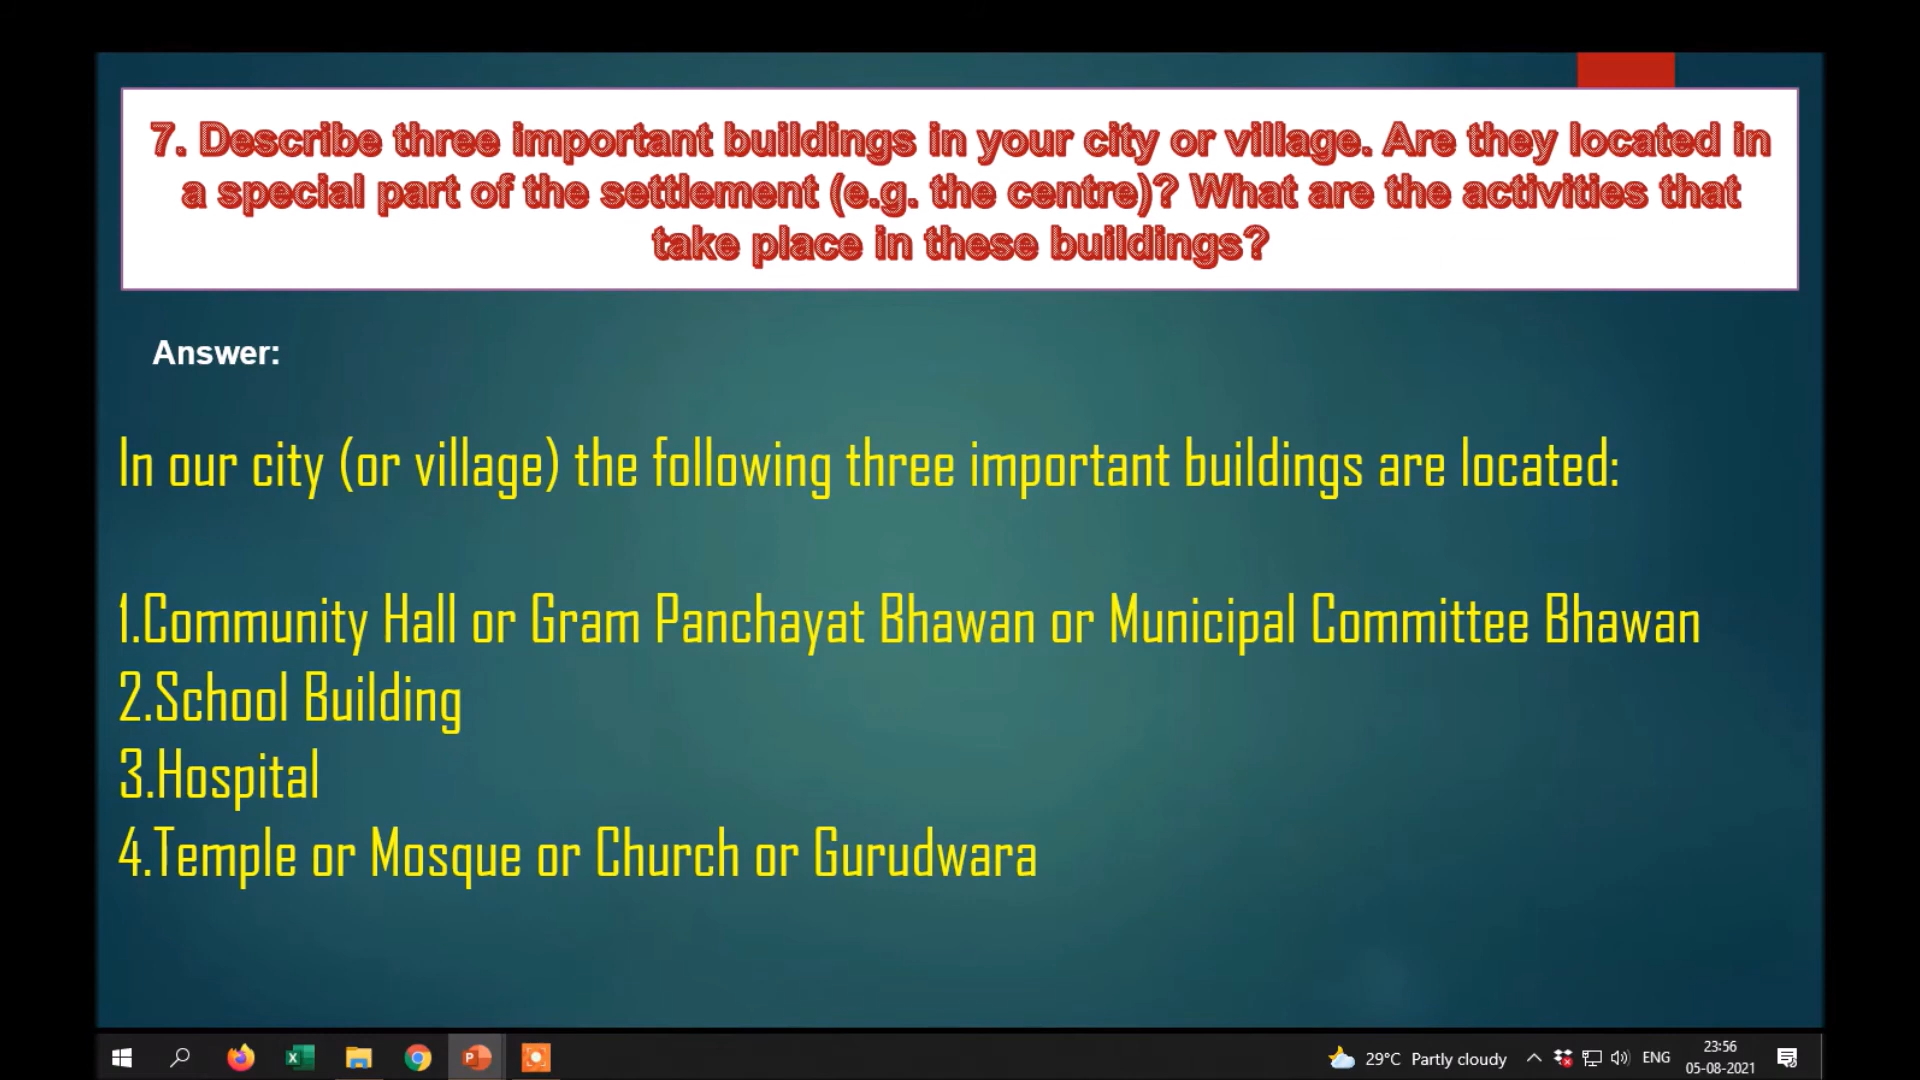 7. Describe three important buildings in your city or village. Are they located in
a special part of the settlement (e.g. the centre)? What are the activities that
take place in these buildings?
Answer:
In our city (or village) the following three important buildings are located:
1.Community Hall or Gram Panchayat Bhawan or Municipal Committee Bhawan
2.School Building
3.Hospital
4.Temple or Mosque or Church or Gurudwara
29°C Partly cloudy
ENG
23:56
05-08-2021